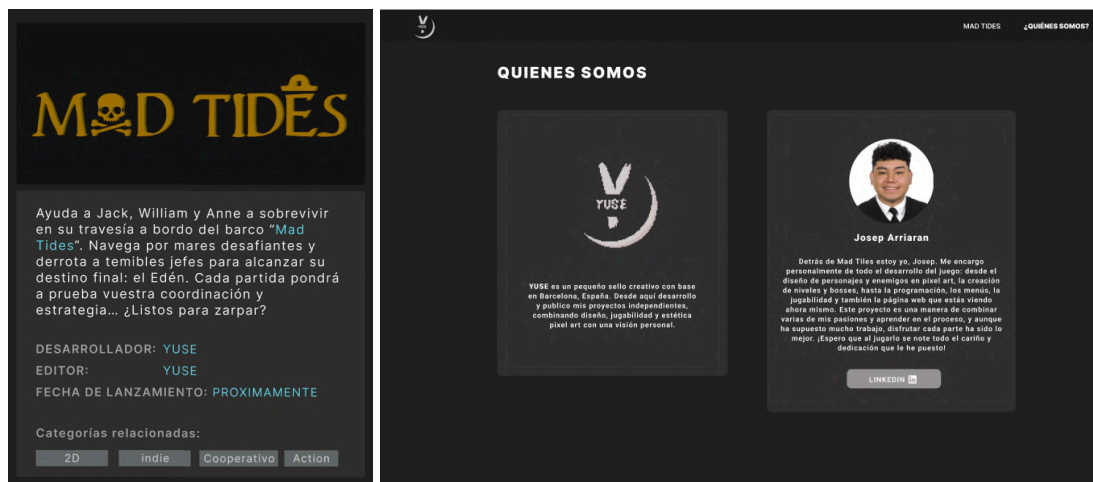 MAD TIDES
Ayuda a Jack, William y Anne a sobrevivir
en su travesía a bordo del barco “Mad
Tides”. Navega por mares desafiantes y
derrota a temibles jefes para alcanzar su
destino final: el Edén. Cada partida pondrá
a prueba vuestra coordinación y
estrategia... ¿Listos para zarpar?
DESARROLLADOR: YUSE
EDITOR: YUSE
FECHA DE LANZAMIENTO: PROXIMAMENTE
Categorías relacionadas:
2D indie Cooperativo Action
YUSE
MAD TIDES ¿QUIÉNES SOMOS?
QUIENES SOMOS
YUSE
YUSE es un pequeño sello creativo con base
en Barcelona, España. Desde aquí desarrollo
y publico mis proyectos independientes,
combinando diseño, jugabilidad y estética
pixel art con una visión personal.
Josep Arriaran
Detrás de Mad Tiles estoy yo, Josep. Me encargo
personalmente de todo el desarrollo del juego: desde el
diseño de personajes y enemigos en pixel art, la creación
de niveles y bosses, hasta la programación, los menús, la
jugabilidad y también la página web que estás viendo
ahora mismo. Este proyecto es una manera de combinar
varias de mis pasiones y aprender en el proceso, y aunque
ha supuesto mucho trabajo, disfrutar cada parte ha sido lo
mejor. ¡Espero que al jugarlo se note todo el cariño y
dedicación que le he puesto!
LINKEDIN in